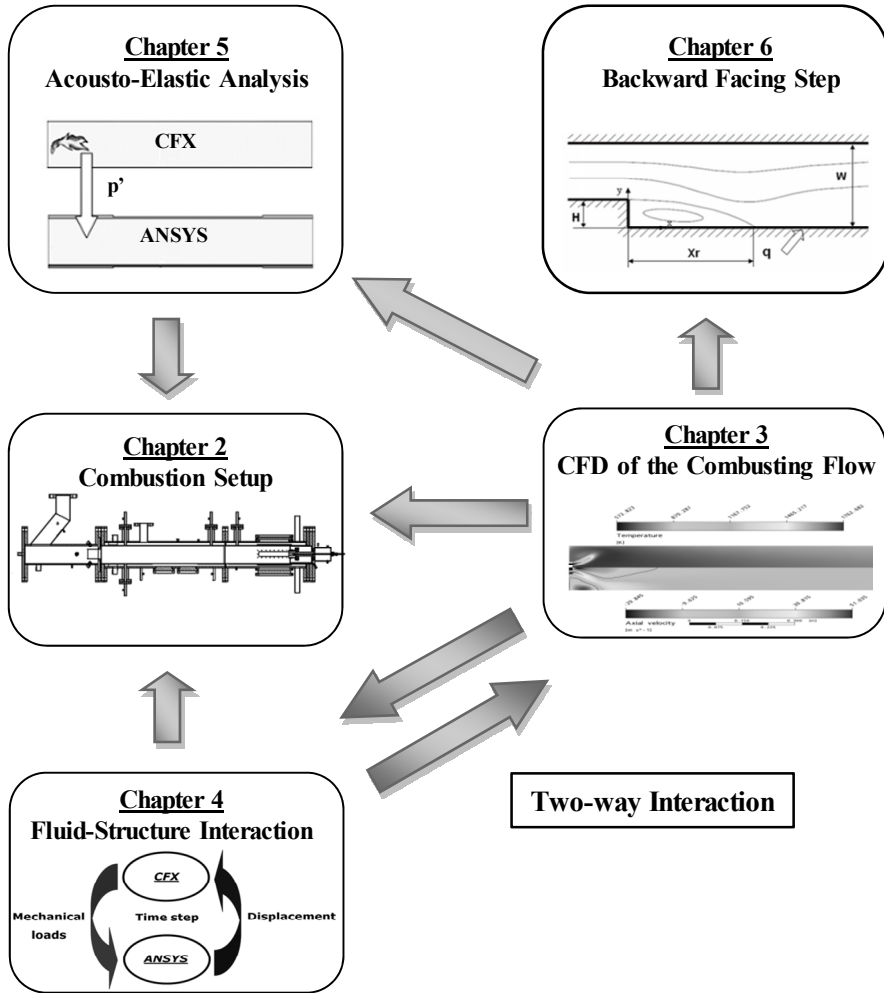 Chapter 5
Acousto-Elastic Analysis
CFX
p’
ANSYS
Chapter 6
Backward Facing Step
W
y
H
x
Xr
q
Chapter 2
Combustion Setup
Chapter 3
CFD of the Combusting Flow
Temperature
[K]
Axial velocity
[m s^-1]
Chapter 4
Fluid-Structure Interaction
CFX
Mechanical
loads
Time step
Displacement
ANSYS
Two-way Interaction